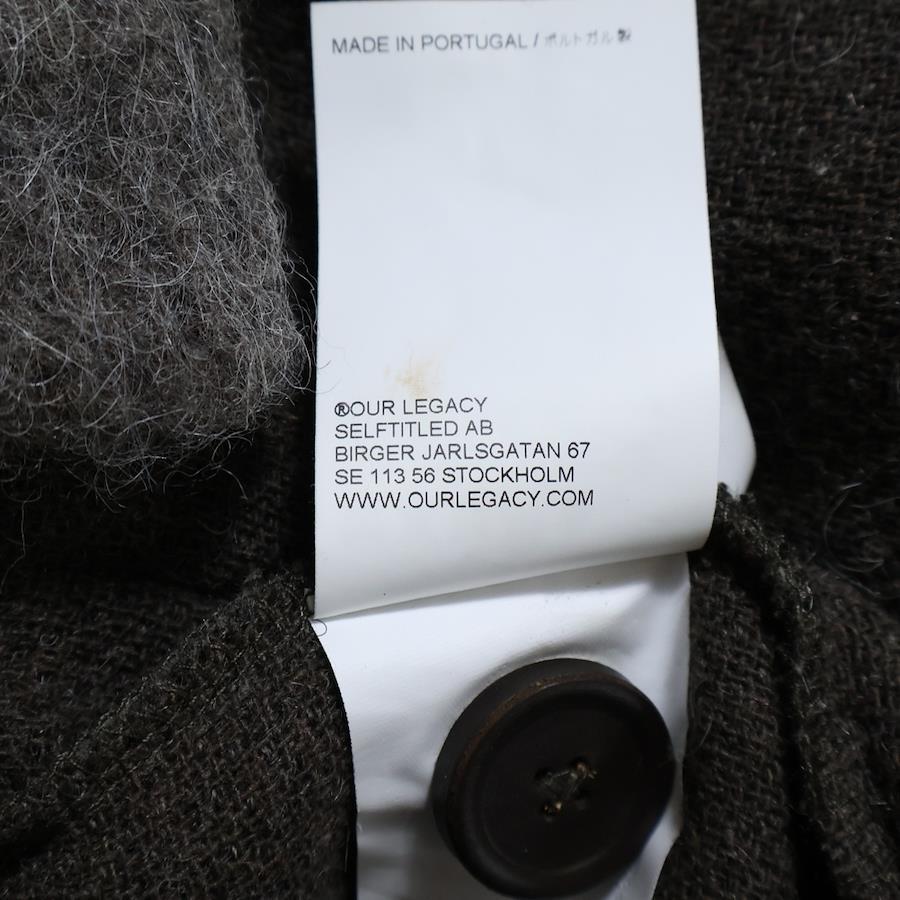 MADE IN PORTUGAL / ポルトガル製
®OUR LEGACY
SELFTITLED AB
BIRGER JARLSGATAN 67
SE 113 56 STOCKHOLM
WWW.OURLEGACY.COM